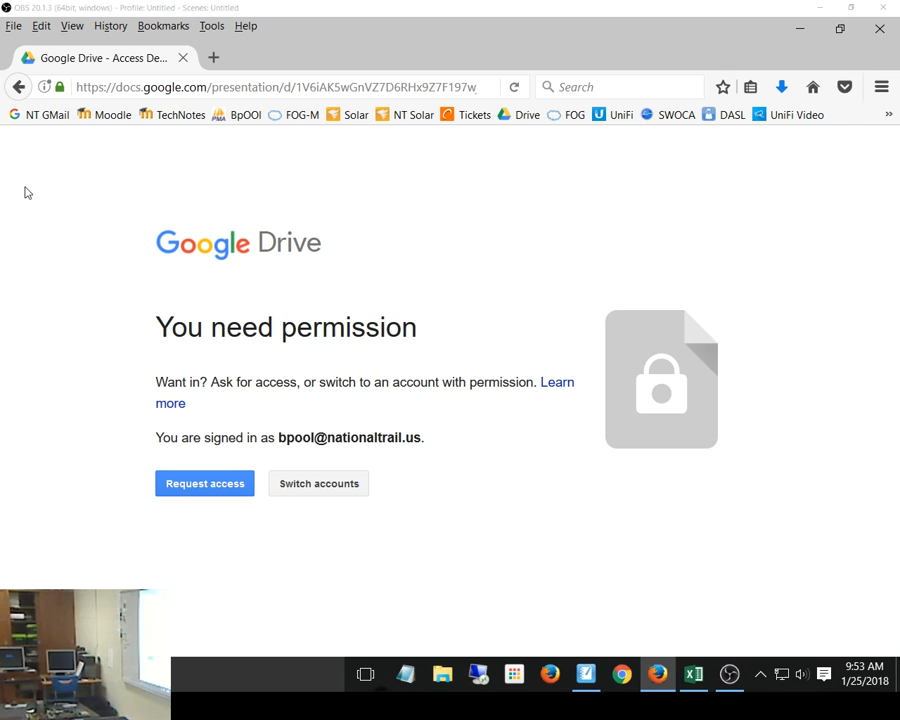 OBS 20.1.3 (64bit, windows) - Profile: Untitled - Scenes: Untitled
File Edit View History Bookmarks Tools Help
Google Drive - Access De...
https://docs.google.com/presentation/d/1V6iAK5wGnVZ7D6RHx9Z7F197w
Search
NT GMail Moodle TechNotes BpOOl FOG-M Solar NT Solar Tickets Drive FOG UniFi SWOCA DASL UniFi Video
Google Drive
You need permission
Want in? Ask for access, or switch to an account with permission. Learn
more
You are signed in as bpool@nationaltrail.us.
Request access Switch accounts
9:53 AM
1/25/2018